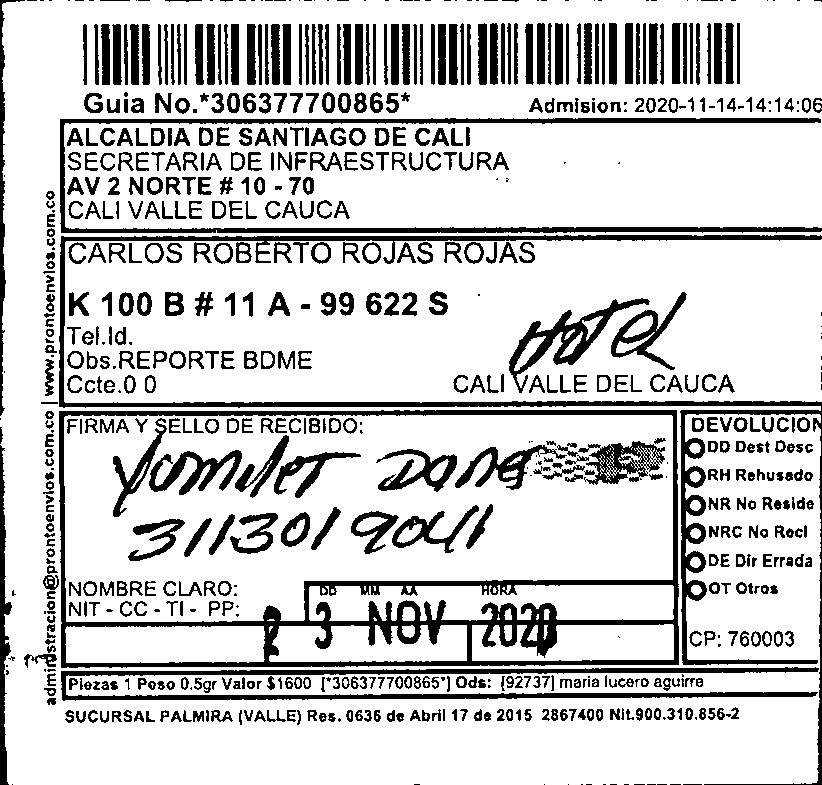 Guia No.*306377700865*
Admision: 2020-11-14-14:14:06
ALCALDIA DE SANTIAGO DE CALI
SECRETARIA DE INFRAESTRUCTURA
AV 2 NORTE # 10 - 70
CALI VALLE DEL CAUCA
CARLOS ROBERTO ROJAS ROJAS
K 100 B # 11 A - 99 622 S
Tel.Id.
Hotel
Obs.REPORTE BDME
Ccte.0 0
CALI VALLE DEL CAUCA
www.prontoenvios.com.co |
administracion@prontoenvios.com.co
FIRMA Y SELLO DE RECIBIDO:
3113019041
NOMBRE CLARO:
NIT - CC - TI - PP:
DD MM AA HORA
23 NOV 2020
DEVOLUCION
DD Dest Desc
RH Rehusado
NR No Reside
NRC No Recl
DE Dir Errada
OT Otros
CP: 760003
Piezas 1 Peso 0.5gr Valor $1600 [*306377700865*] Ods: [92737] maria lucero aguirre
SUCURSAL PALMIRA (VALLE) Res. 0636 de Abril 17 de 2015 2867400 Nit.900.310.856-2